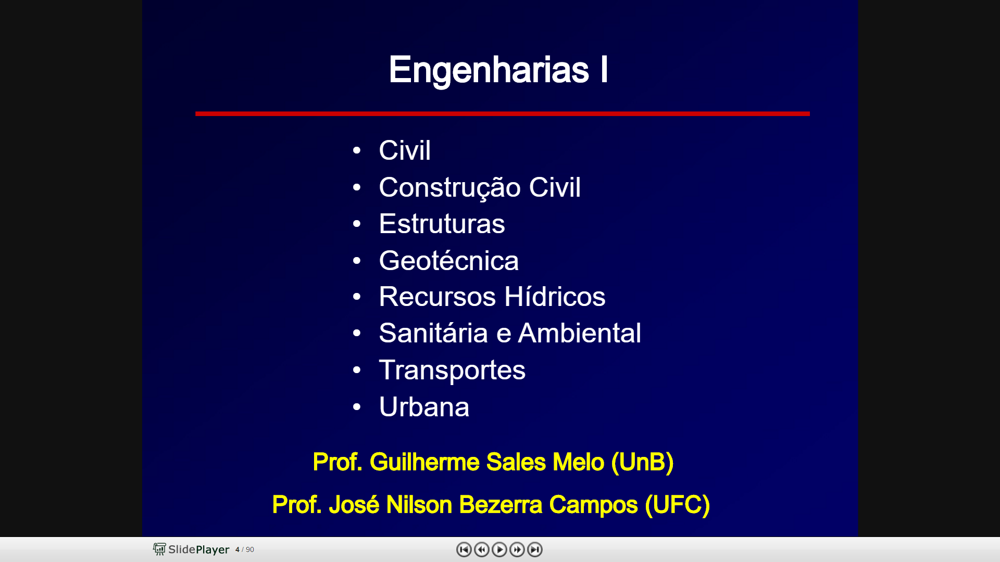 Engenharias I
• Civil
• Construção Civil
• Estruturas
• Geotécnica
• Recursos Hídricos
• Sanitária e Ambiental
• Transportes
• Urbana
Prof. Guilherme Sales Melo (UnB)
Prof. José Nilson Bezerra Campos (UFC)
SlidePlayer 4 / 90